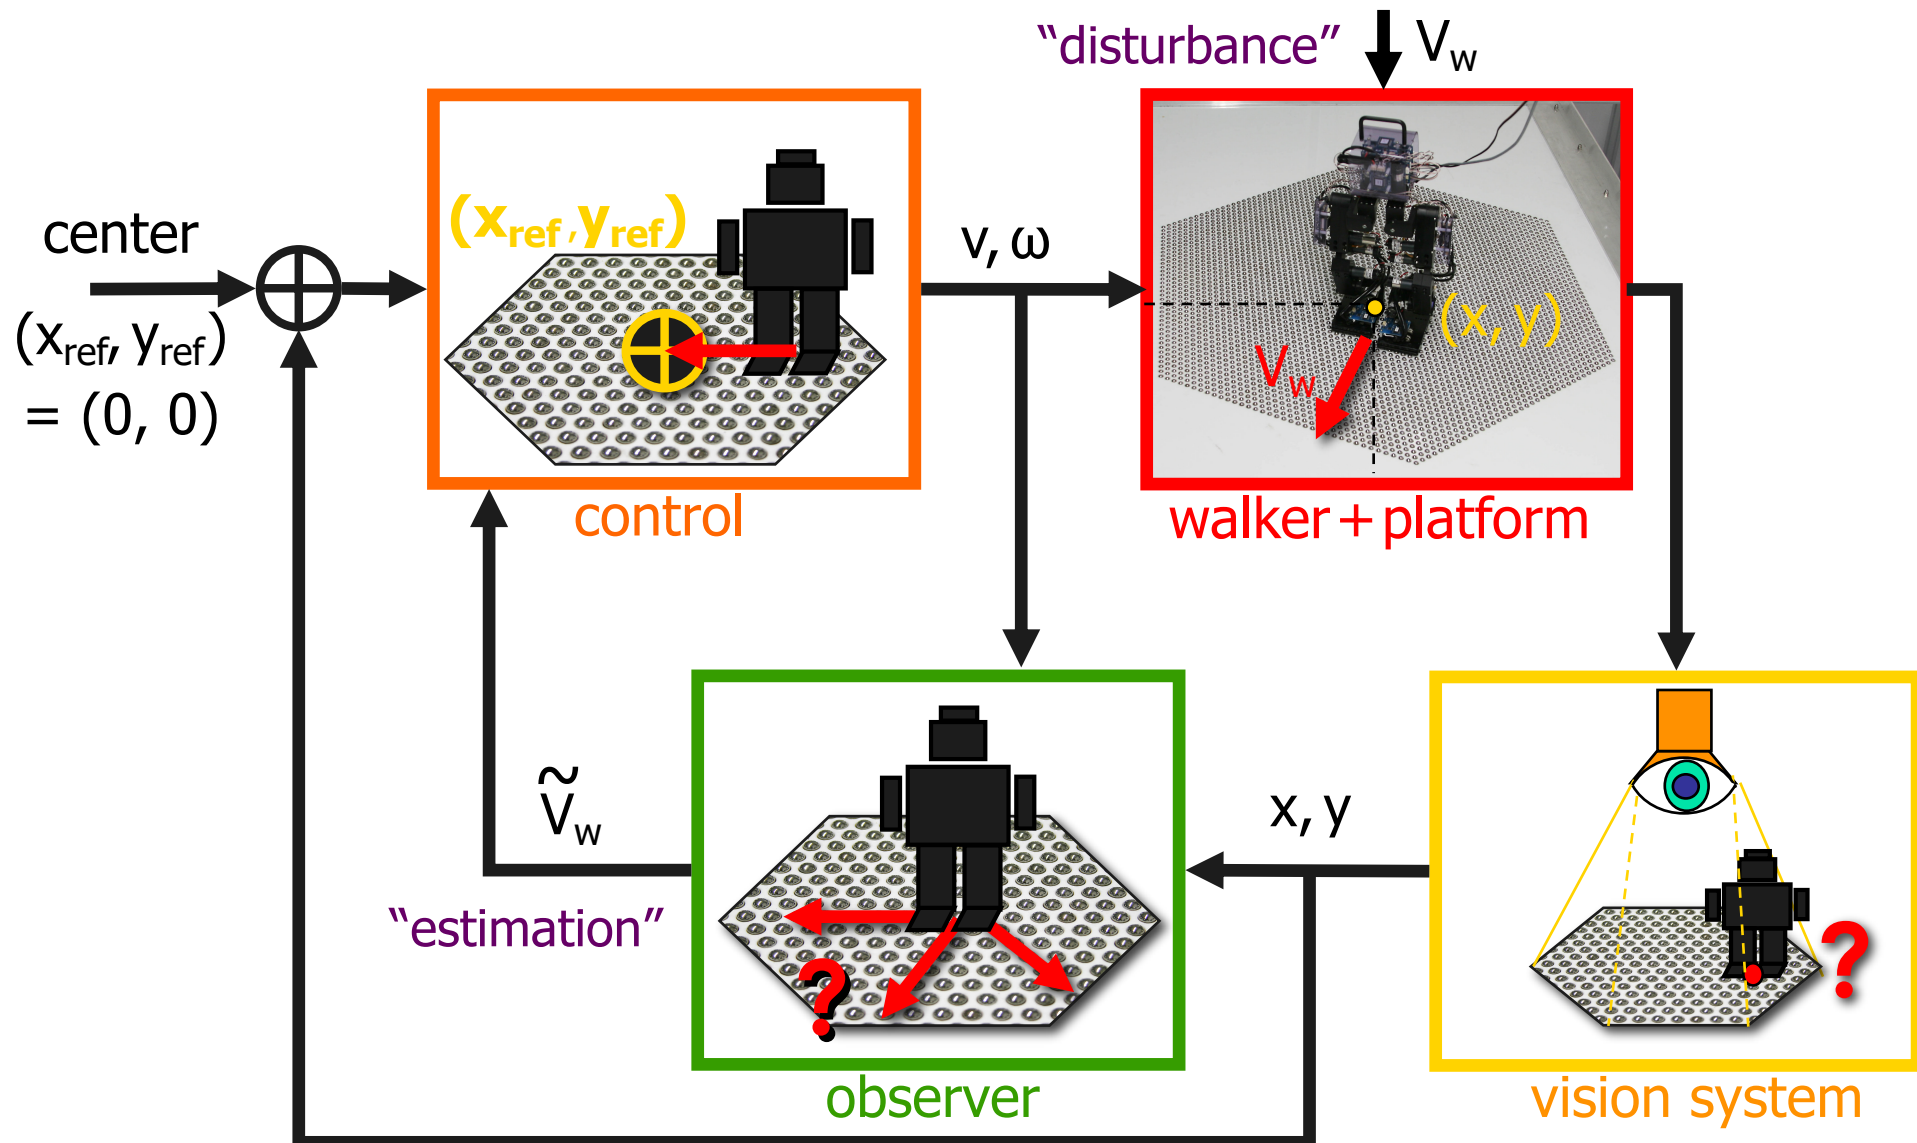 “disturbance”
V_w
center
(x_ref, y_ref)
= (0, 0)
(x_ref, y_ref)
control
v, ω
(x, y)
V_w
walker + platform
Ṽ_w
“estimation”
?
observer
x, y
?
vision system